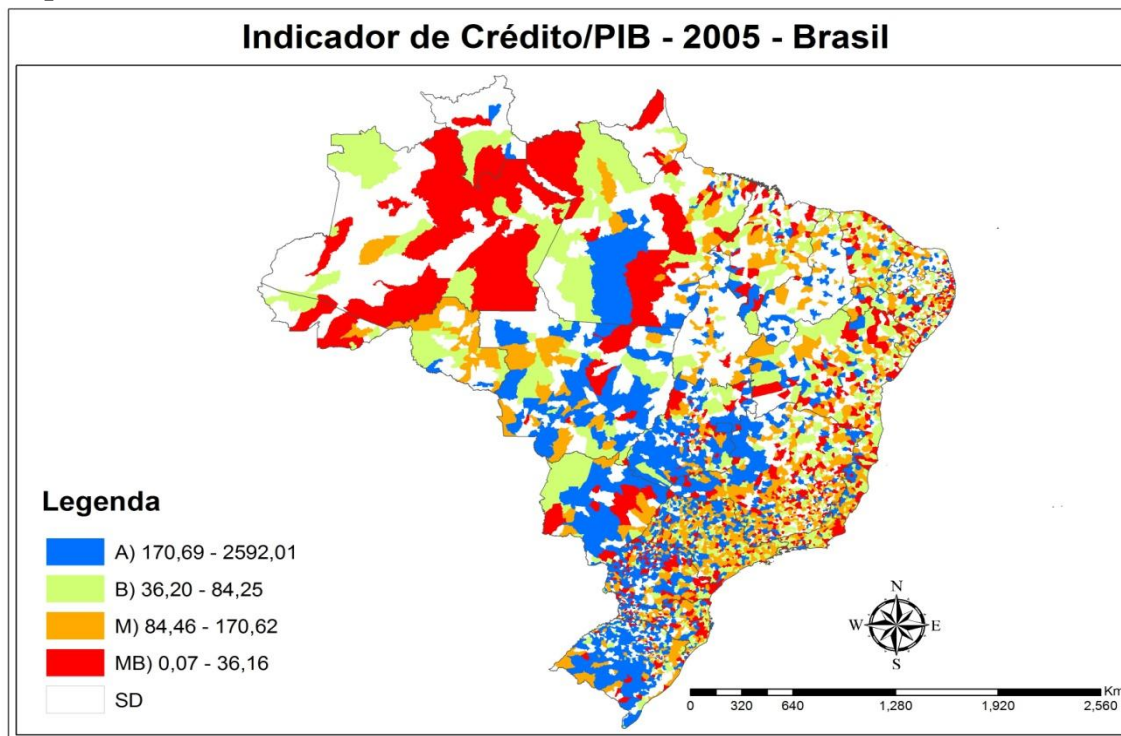 Indicador de Crédito/PIB - 2005 - Brasil
Legenda
A) 170,69 - 2592,01
B) 36,20 - 84,25
M) 84,46 - 170,62
MB) 0,07 - 36,16
SD
N
W E
S
Km
0 320 640 1,280 1,920 2,560